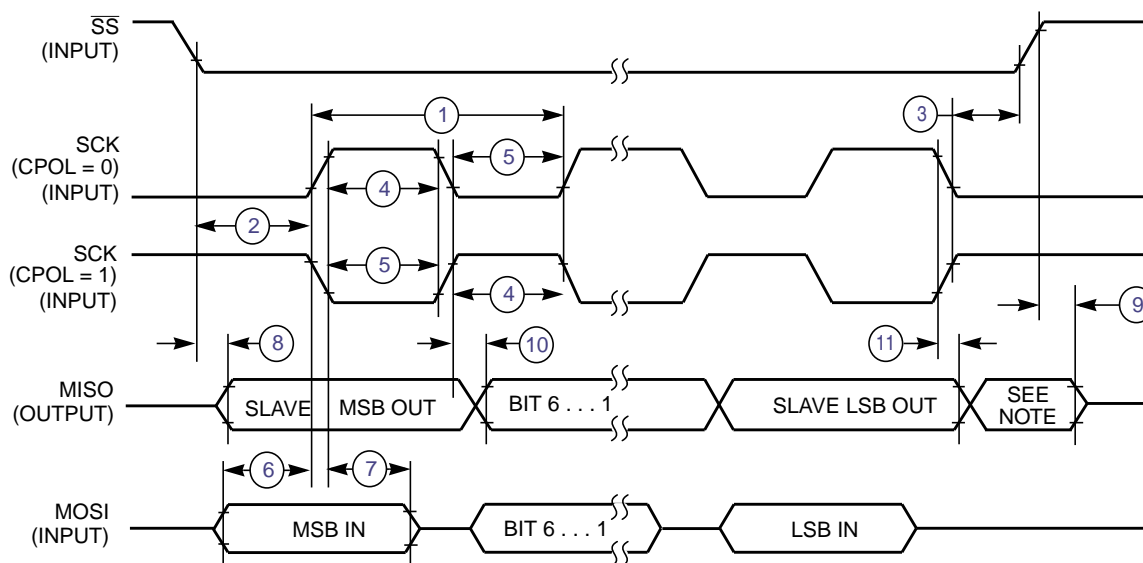 SS
(INPUT)
1
3
SCK
(CPOL = 0)
(INPUT)
5
4
2
SCK
(CPOL = 1)
(INPUT)
5
4
9
8
10
11
MISO
(OUTPUT)
SLAVE
MSB OUT
BIT 6 . . . 1
SLAVE LSB OUT
SEE
NOTE
6
7
MOSI
(INPUT)
MSB IN
BIT 6 . . . 1
LSB IN